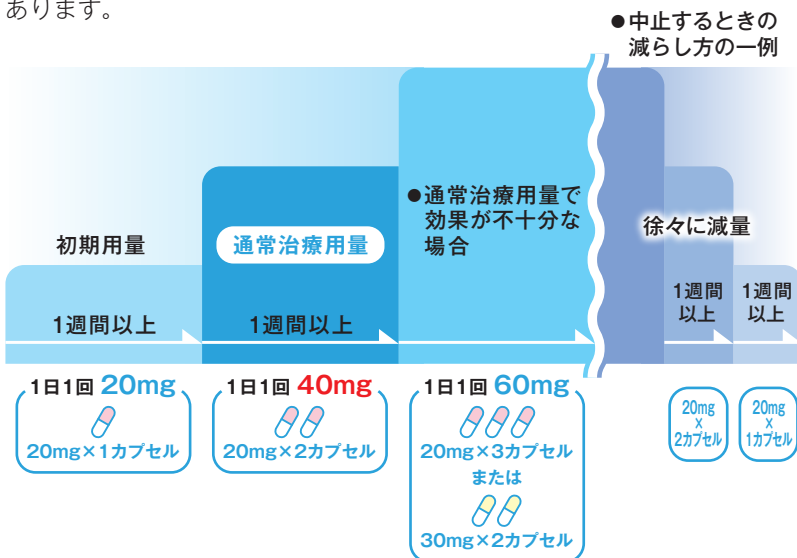 あります。
●中止するときの
減らし方の一例
初期用量
1週間以上
通常治療用量
1週間以上
●通常治療用量で
効果が不十分な
場合
徐々に減量
1週間
以上
1週間
以上
1日1回 20mg
20mg×1カプセル
1日1回 40mg
20mg×2カプセル
1日1回 60mg
20mg×3カプセル
または
30mg×2カプセル
20mg
×
2カプセル
20mg
×
1カプセル